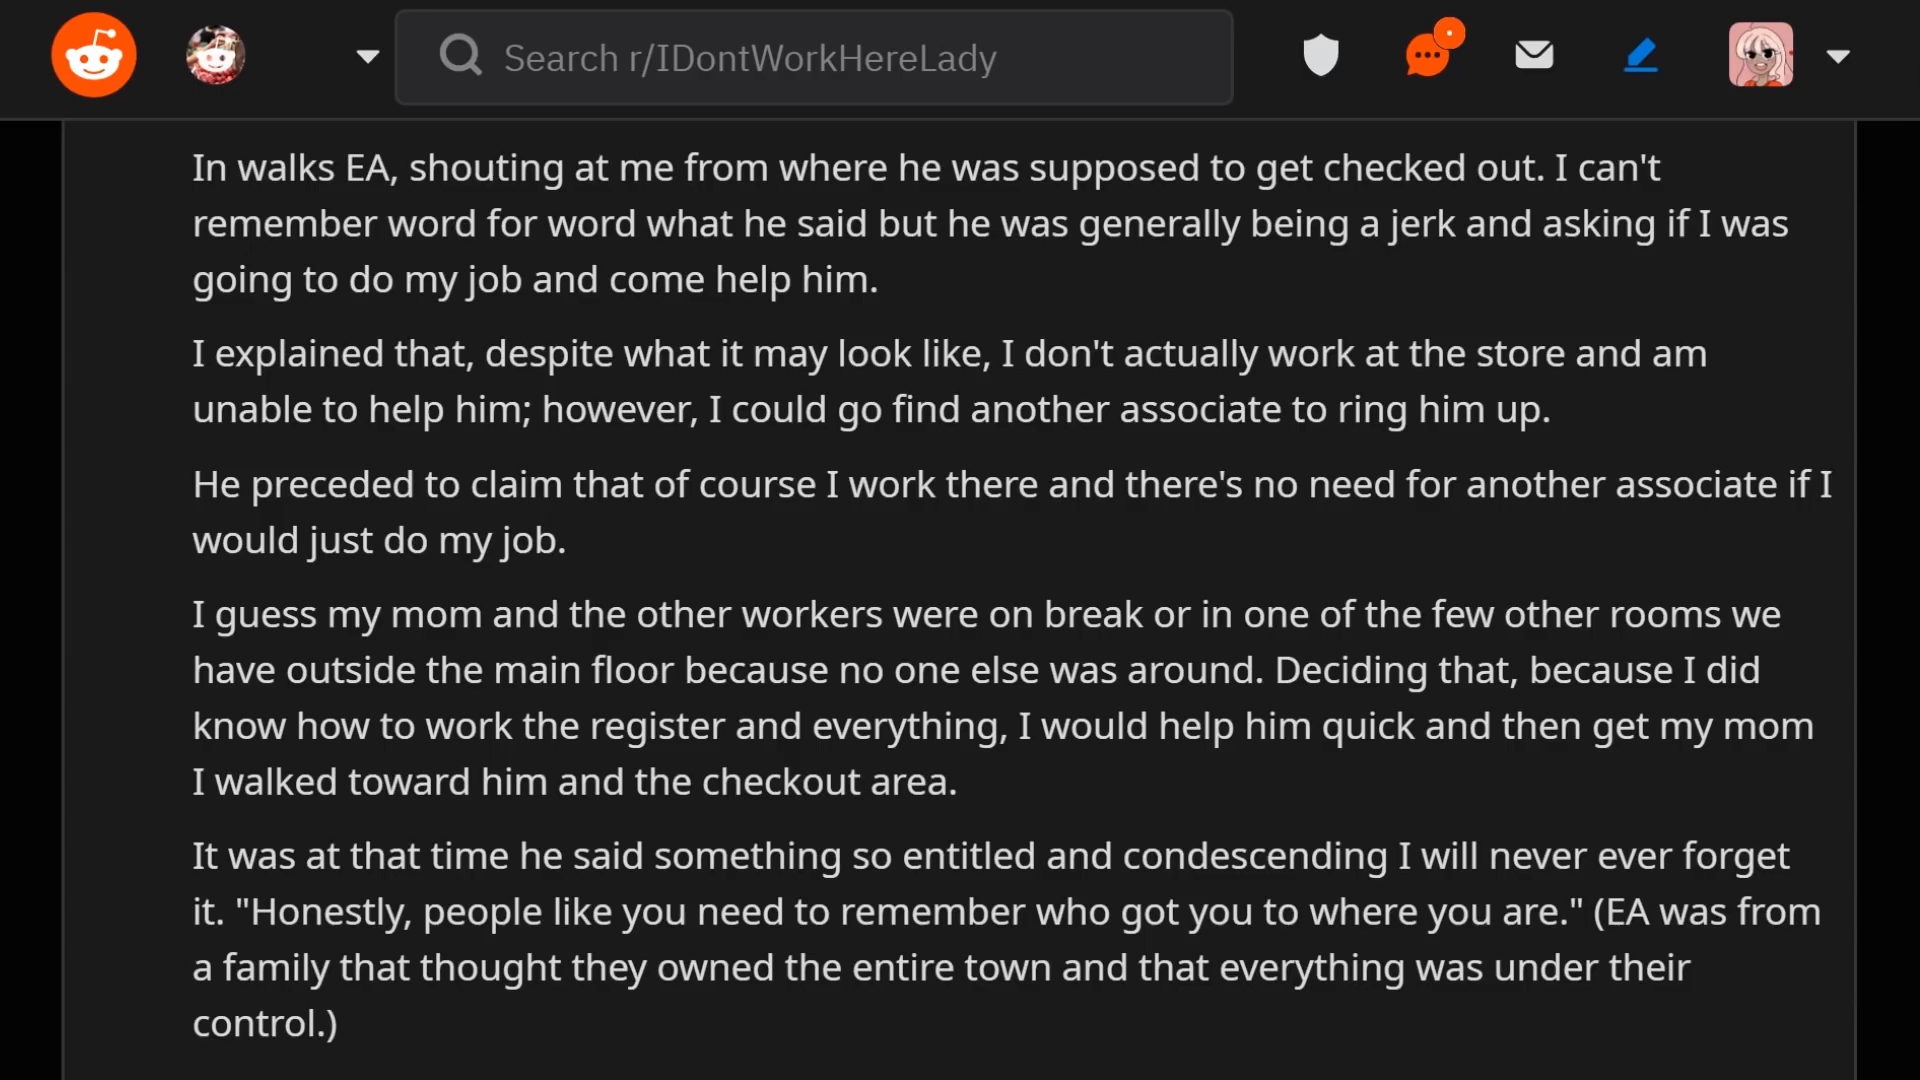 Search r/IDontWorkHereLady
In walks EA, shouting at me from where he was supposed to get checked out. I can't
remember word for word what he said but he was generally being a jerk and asking if I was
going to do my job and come help him.
I explained that, despite what it may look like, I don't actually work at the store and am
unable to help him; however, I could go find another associate to ring him up.
He preceded to claim that of course I work there and there's no need for another associate if I
would just do my job.
I guess my mom and the other workers were on break or in one of the few other rooms we
have outside the main floor because no one else was around. Deciding that, because I did
know how to work the register and everything, I would help him quick and then get my mom
I walked toward him and the checkout area.
It was at that time he said something so entitled and condescending I will never ever forget
it. "Honestly, people like you need to remember who got you to where you are." (EA was from
a family that thought they owned the entire town and that everything was under their
control.)